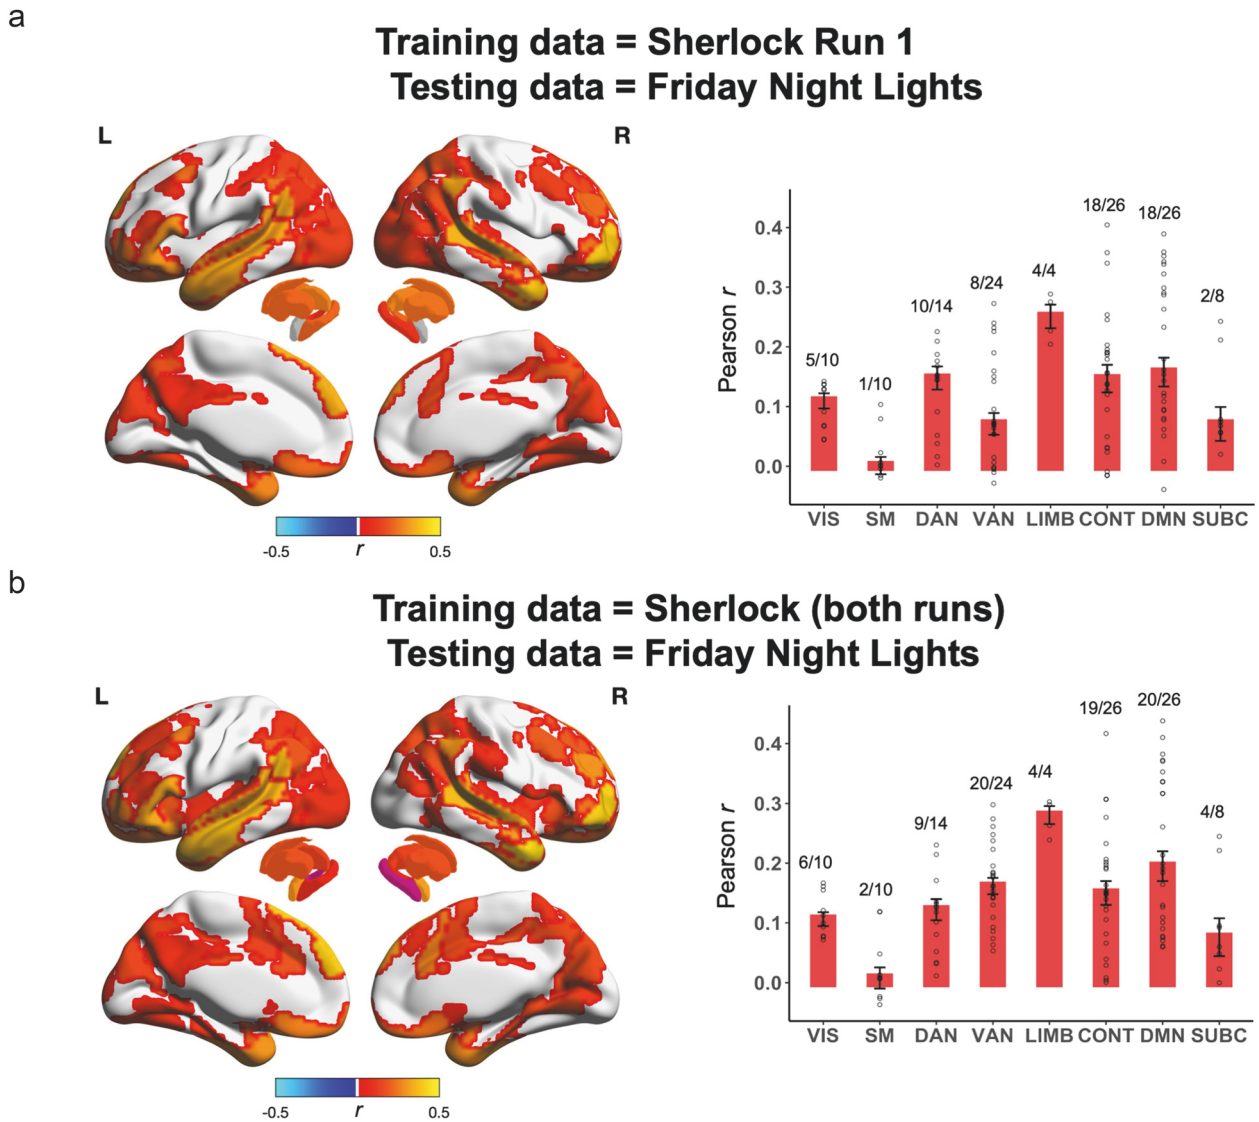 a
Training data = Sherlock Run 1
Testing data = Friday Night Lights
L
R
-0.5
r
0.5
Pearson r
0.4
0.3
0.2
0.1
0.0
5/10
1/10
10/14
8/24
4/4
18/26
18/26
2/8
VIS SM DAN VAN LIMB CONT DMN SUBC
b
Training data = Sherlock (both runs)
Testing data = Friday Night Lights
L
R
-0.5
r
0.5
Pearson r
0.4
0.3
0.2
0.1
0.0
6/10
2/10
9/14
20/24
4/4
19/26
20/26
4/8
VIS SM DAN VAN LIMB CONT DMN SUBC